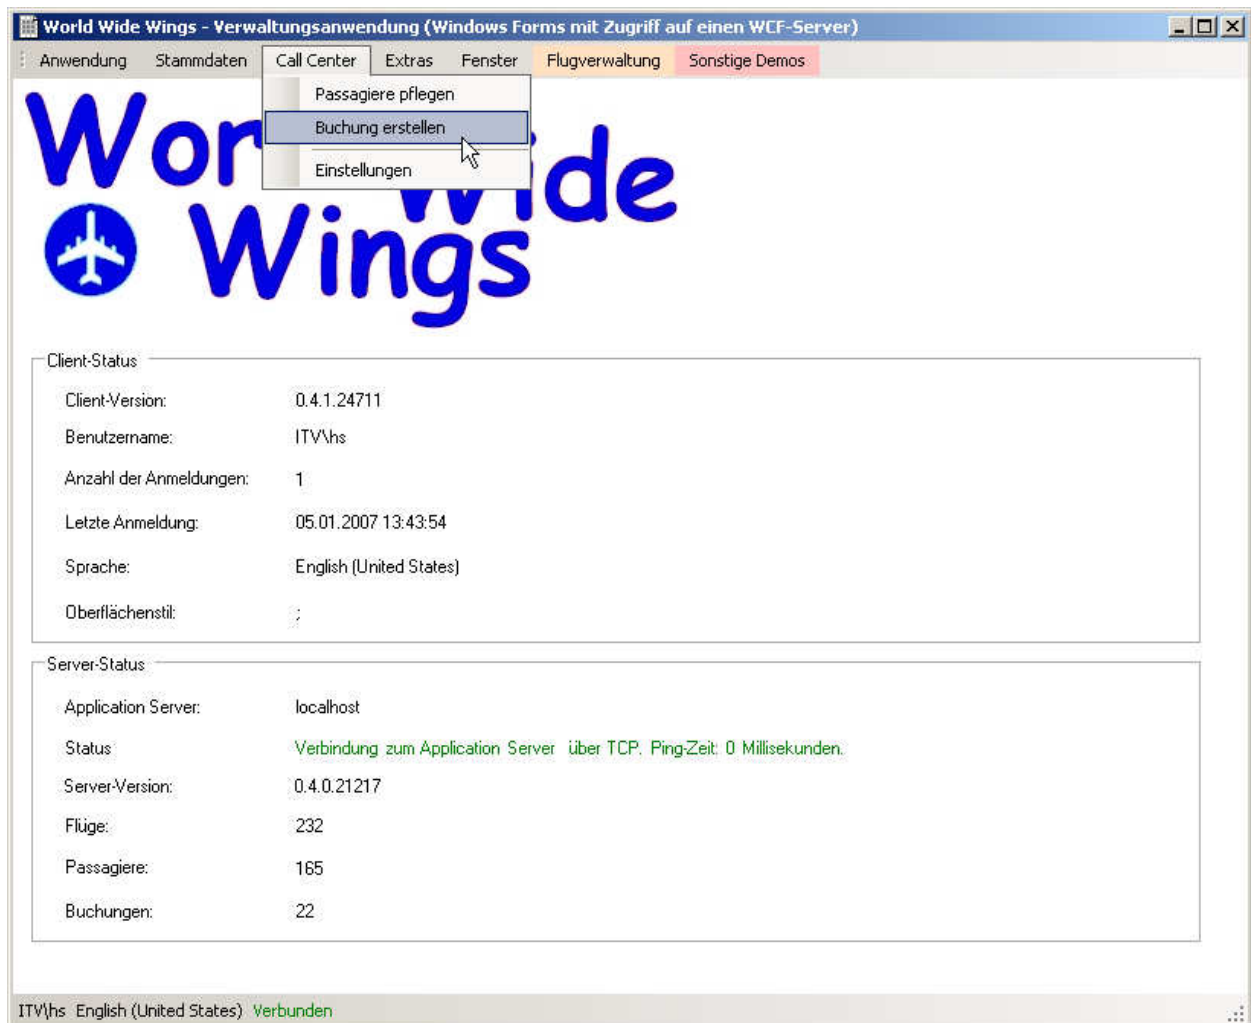 World Wide Wings - Verwaltungsanwendung (Windows Forms mit Zugriff auf einen WCF-Server)
Anwendung Stammdaten Call Center Extras Fenster Flugverwaltung Sonstige Demos
Passagiere pflegen
Buchung erstellen
Einstellungen
Wor Wide
Wings
Client-Status
Client-Version: 0.4.1.24711
Benutzername: ITV\hs
Anzahl der Anmeldungen: 1
Letzte Anmeldung: 05.01.2007 13:43:54
Sprache: English (United States)
Oberflächenstil: ;
Server-Status
Application Server: localhost
Status Verbindung zum Application Server über TCP. Ping-Zeit: 0 Millisekunden.
Server-Version: 0.4.0.21217
Flüge: 232
Passagiere: 165
Buchungen: 22
ITV\hs English (United States) Verbunden